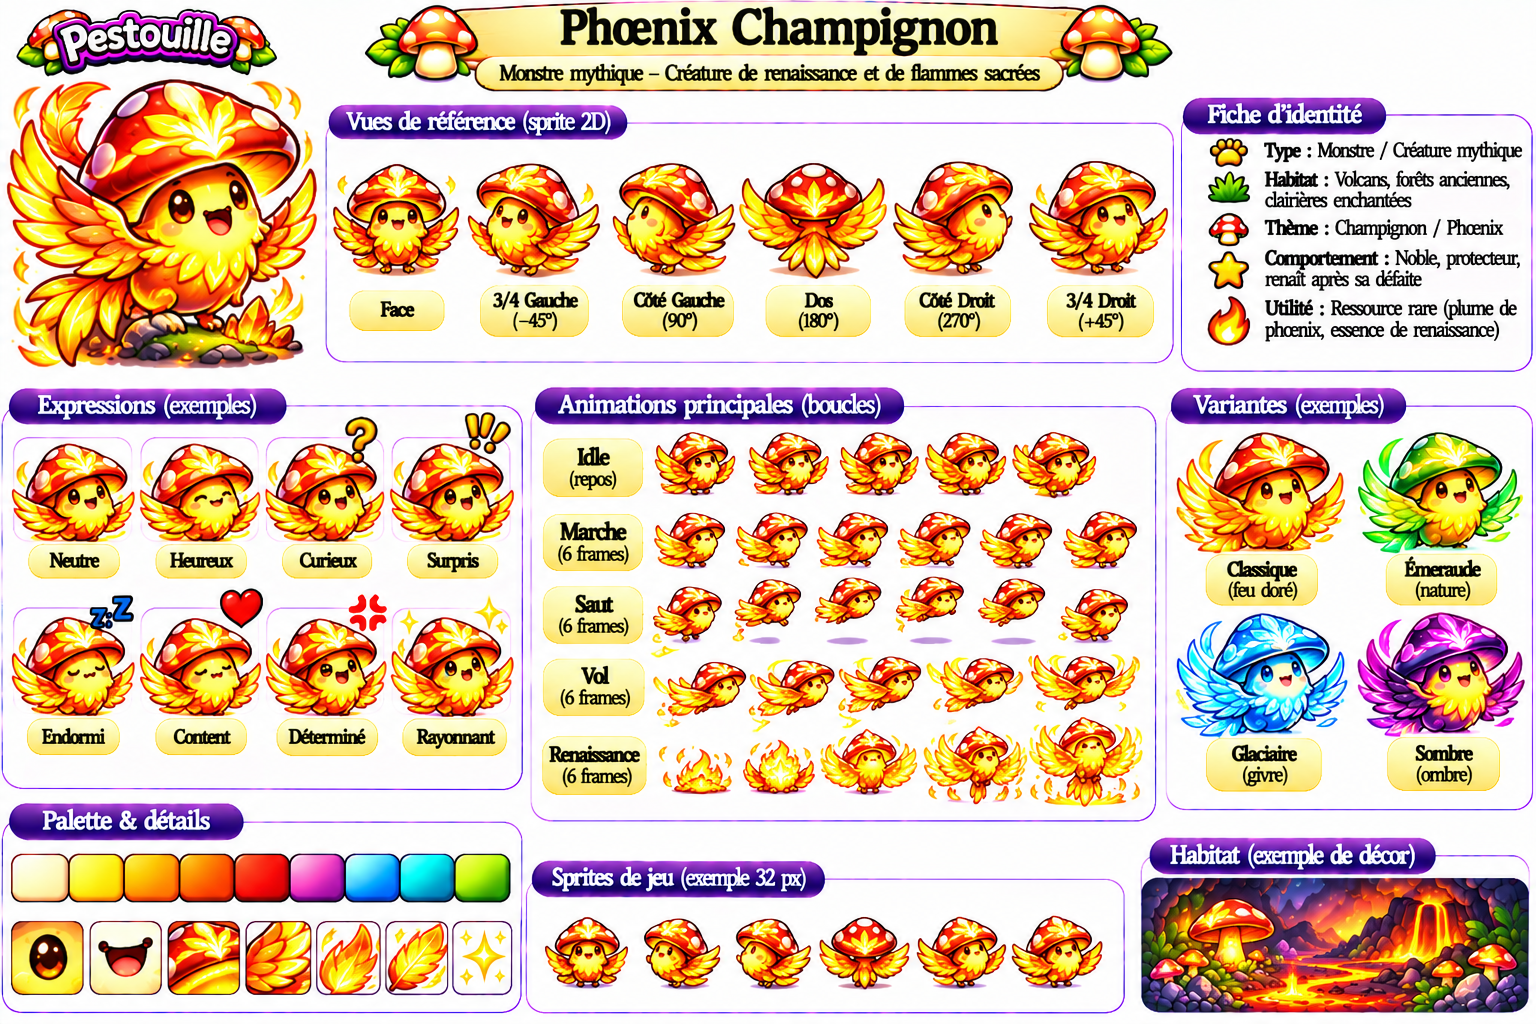 Pestouille
Phœnix Champignon
Monstre mythique – Créature de renaissance et de flammes sacrées
Vues de référence (sprite 2D)
Face
3/4 Gauche
(−45°)
Côté Gauche
(90°)
Dos
(180°)
Côté Droit
(270°)
3/4 Droit
(+45°)
Fiche d'identité
Type : Monstre / Créature mythique
Habitat : Volcans, forêts anciennes,
clairières enchantées
Thème : Champignon / Phœnix
Comportement : Noble, protecteur,
renaît après sa défaite
Utilité : Ressource rare (plume de
phœnix, essence de renaissance)
Expressions (exemples)
?
!!!
Neutre
Heureux
Curieux
Surpris
zzZ
Endormi
Content
Déterminé
Rayonnant
Animations principales (boucles)
Idle
(repos)
Marche
(6 frames)
Saut
(6 frames)
Vol
(6 frames)
Renaissance
(6 frames)
Variantes (exemples)
Classique
(feu doré)
Émeraude
(nature)
Glaciaire
(givre)
Sombre
(ombre)
Palette & détails
Sprites de jeu (exemple 32 px)
Habitat (exemple de décor)